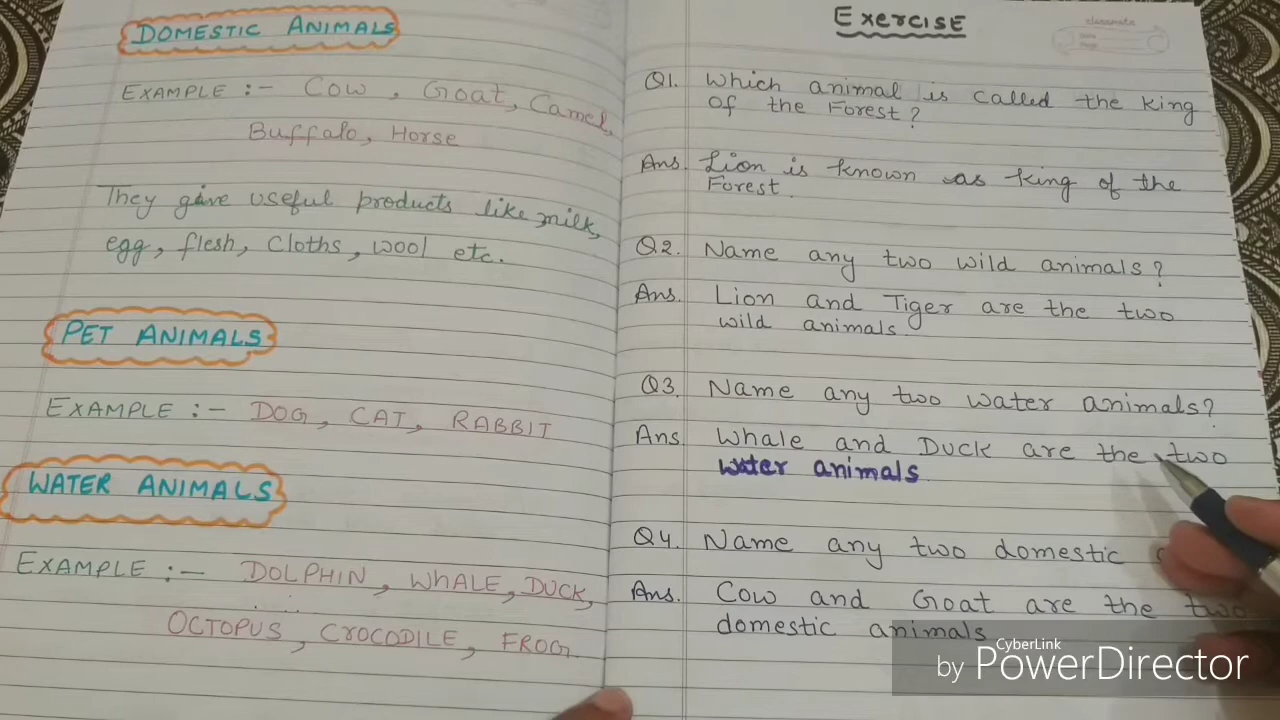 DOMESTIC ANIMALS
EXAMPLE :- Cow, Goat, Camel,
Buffalo, Horse
They give useful products like milk,
egg, flesh, cloths, wool etc.
PET ANIMALS
EXAMPLE :- DOG, CAT, RABBIT
WATER ANIMALS
EXAMPLE :- DOLPHIN, WHALE, DUCK,
OCTOPUS, CROCODILE, FROG
classmate
Exercise
Q1. Which animal is called the king
of the Forest?
Ans. Lion is known as king of the
Forest.
Q2. Name any two wild animals?
Ans. Lion and Tiger are the two
wild animals
Q3. Name any two water animals?
Ans Whale and Duck are the two
water animals
Q4. Name any two domestic
Ans. Cow and Goat are the two
domestic animals
CyberLink
by PowerDirector